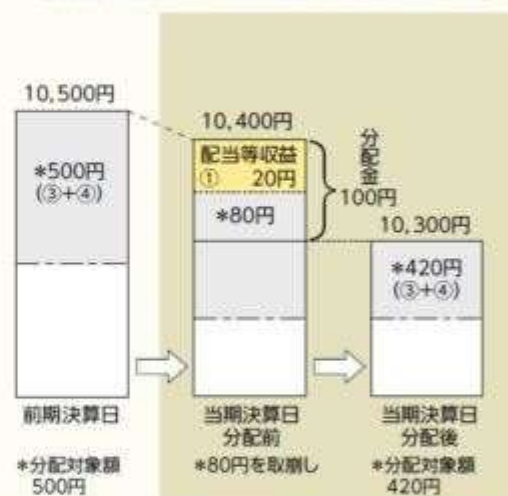 10,500円
*500円
(③+④)
前期決算日
*分配対象額
500円
10,400円
配当等収益
① 20円
*80円
分配金
100円
当期決算日
分配前
*80円を取崩し
10,300円
*420円
(③+④)
当期決算日
分配後
*分配対象額
420円